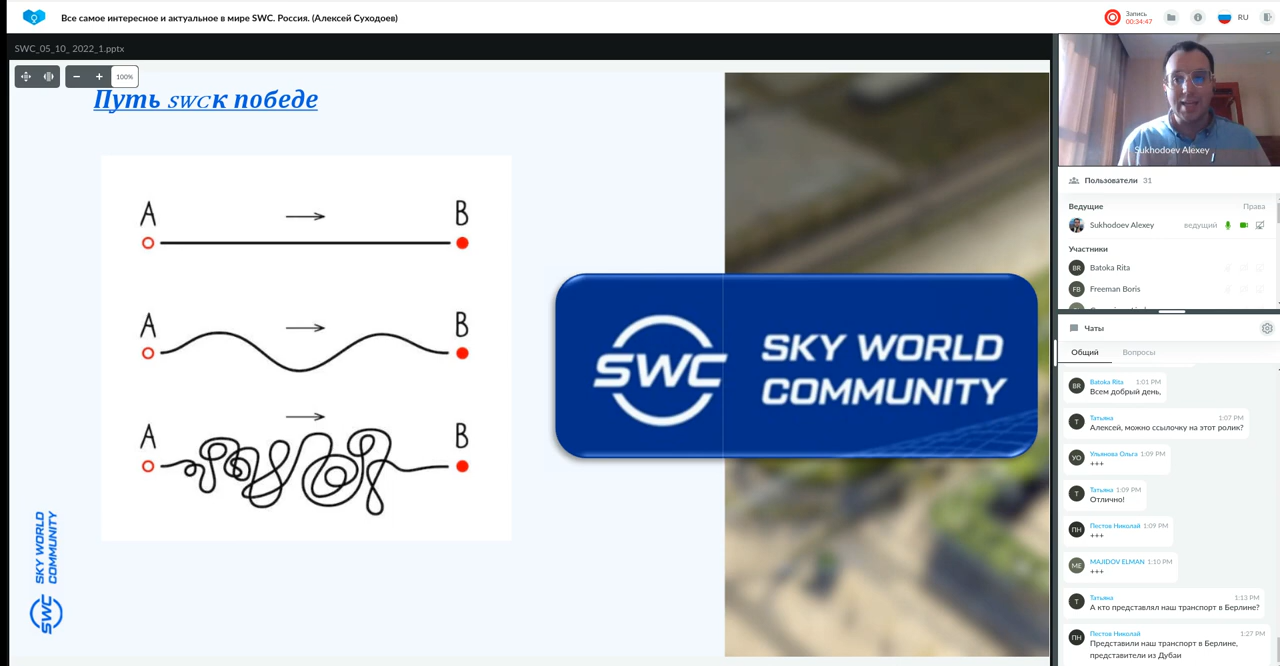 Все самое интересное и актуальное в мире SWC. Россия. (Алексей Суходоев)
Запись
00:34:47
RU
SWC_05_10_ 2022_1.pptx
100%
Путь SWCк победе
A
B
A
B
A
B
SWC
SKY WORLD
COMMUNITY
SKY WORLD
COMMUNITY
SWC
Sukhodoev Alexey
Пользователи 31
Ведущие
Права
Sukhodoev Alexey
ведущий
Участники
BR
Batoka Rita
FB
Freeman Boris
Чаты
Общий
Вопросы
BR
Batoka Rita 1:01 PM
Всем добрый день,
T
Татьяна 1:07 PM
Алексей, можно ссылочку на этот ролик?
УО
Ульянова Ольга 1:09 PM
+++
T
Татьяна 1:09 PM
Отлично!
ПН
Пестов Николай 1:09 PM
+++
ME
MAJIDOV ELMAN 1:10 PM
+++
T
Татьяна 1:13 PM
А кто представлял наш транспорт в Берлине?
ПН
Пестов Николай 1:27 PM
Представили наш транспорт в Берлине,
представители из Дубаи